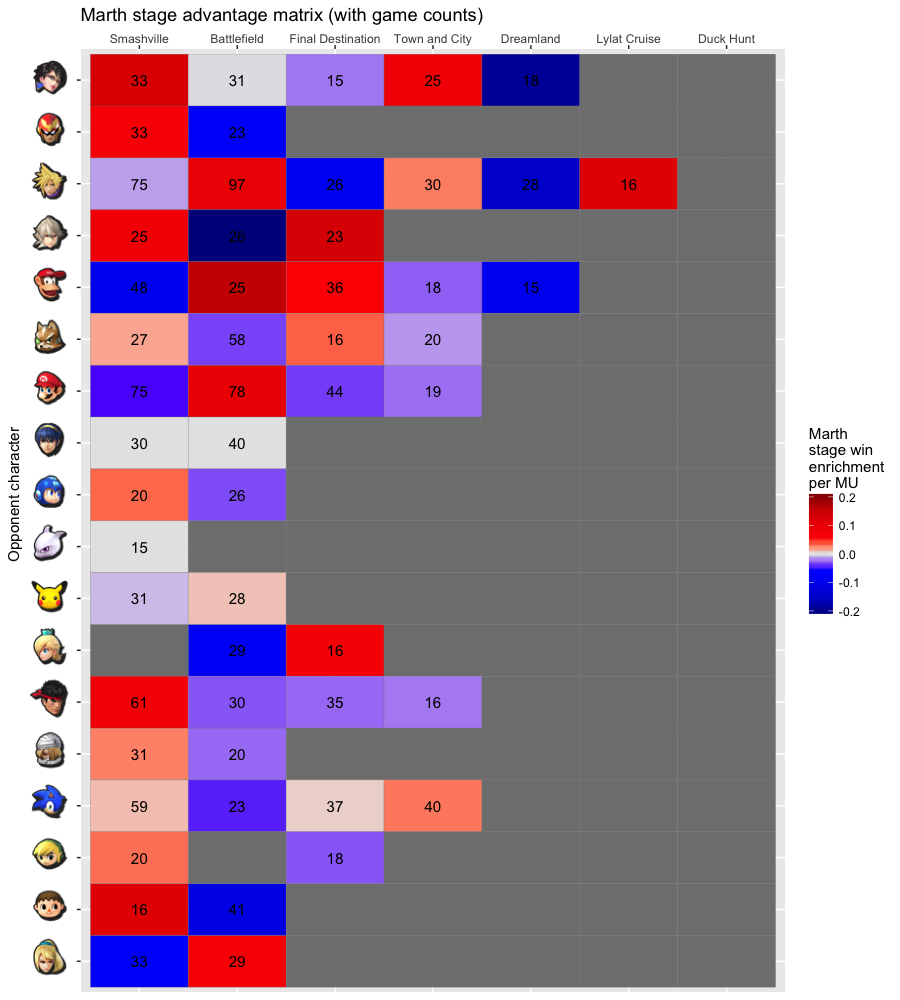 Marth stage advantage matrix (with game counts)
Smashville Battlefield Final Destination Town and City Dreamland Lylat Cruise Duck Hunt
33 31 15 25 18
33 23
75 97 26 30 28 16
25 26 23
48 25 36 18 15
27 58 16 20
75 78 44 19
30 40
20 26
15
31 28
29 16
61 30 35 16
31 20
59 23 37 40
20 18
16 41
33 29
Opponent character
Marth
stage win
enrichment
per MU
0.2
0.1
0.0
-0.1
-0.2